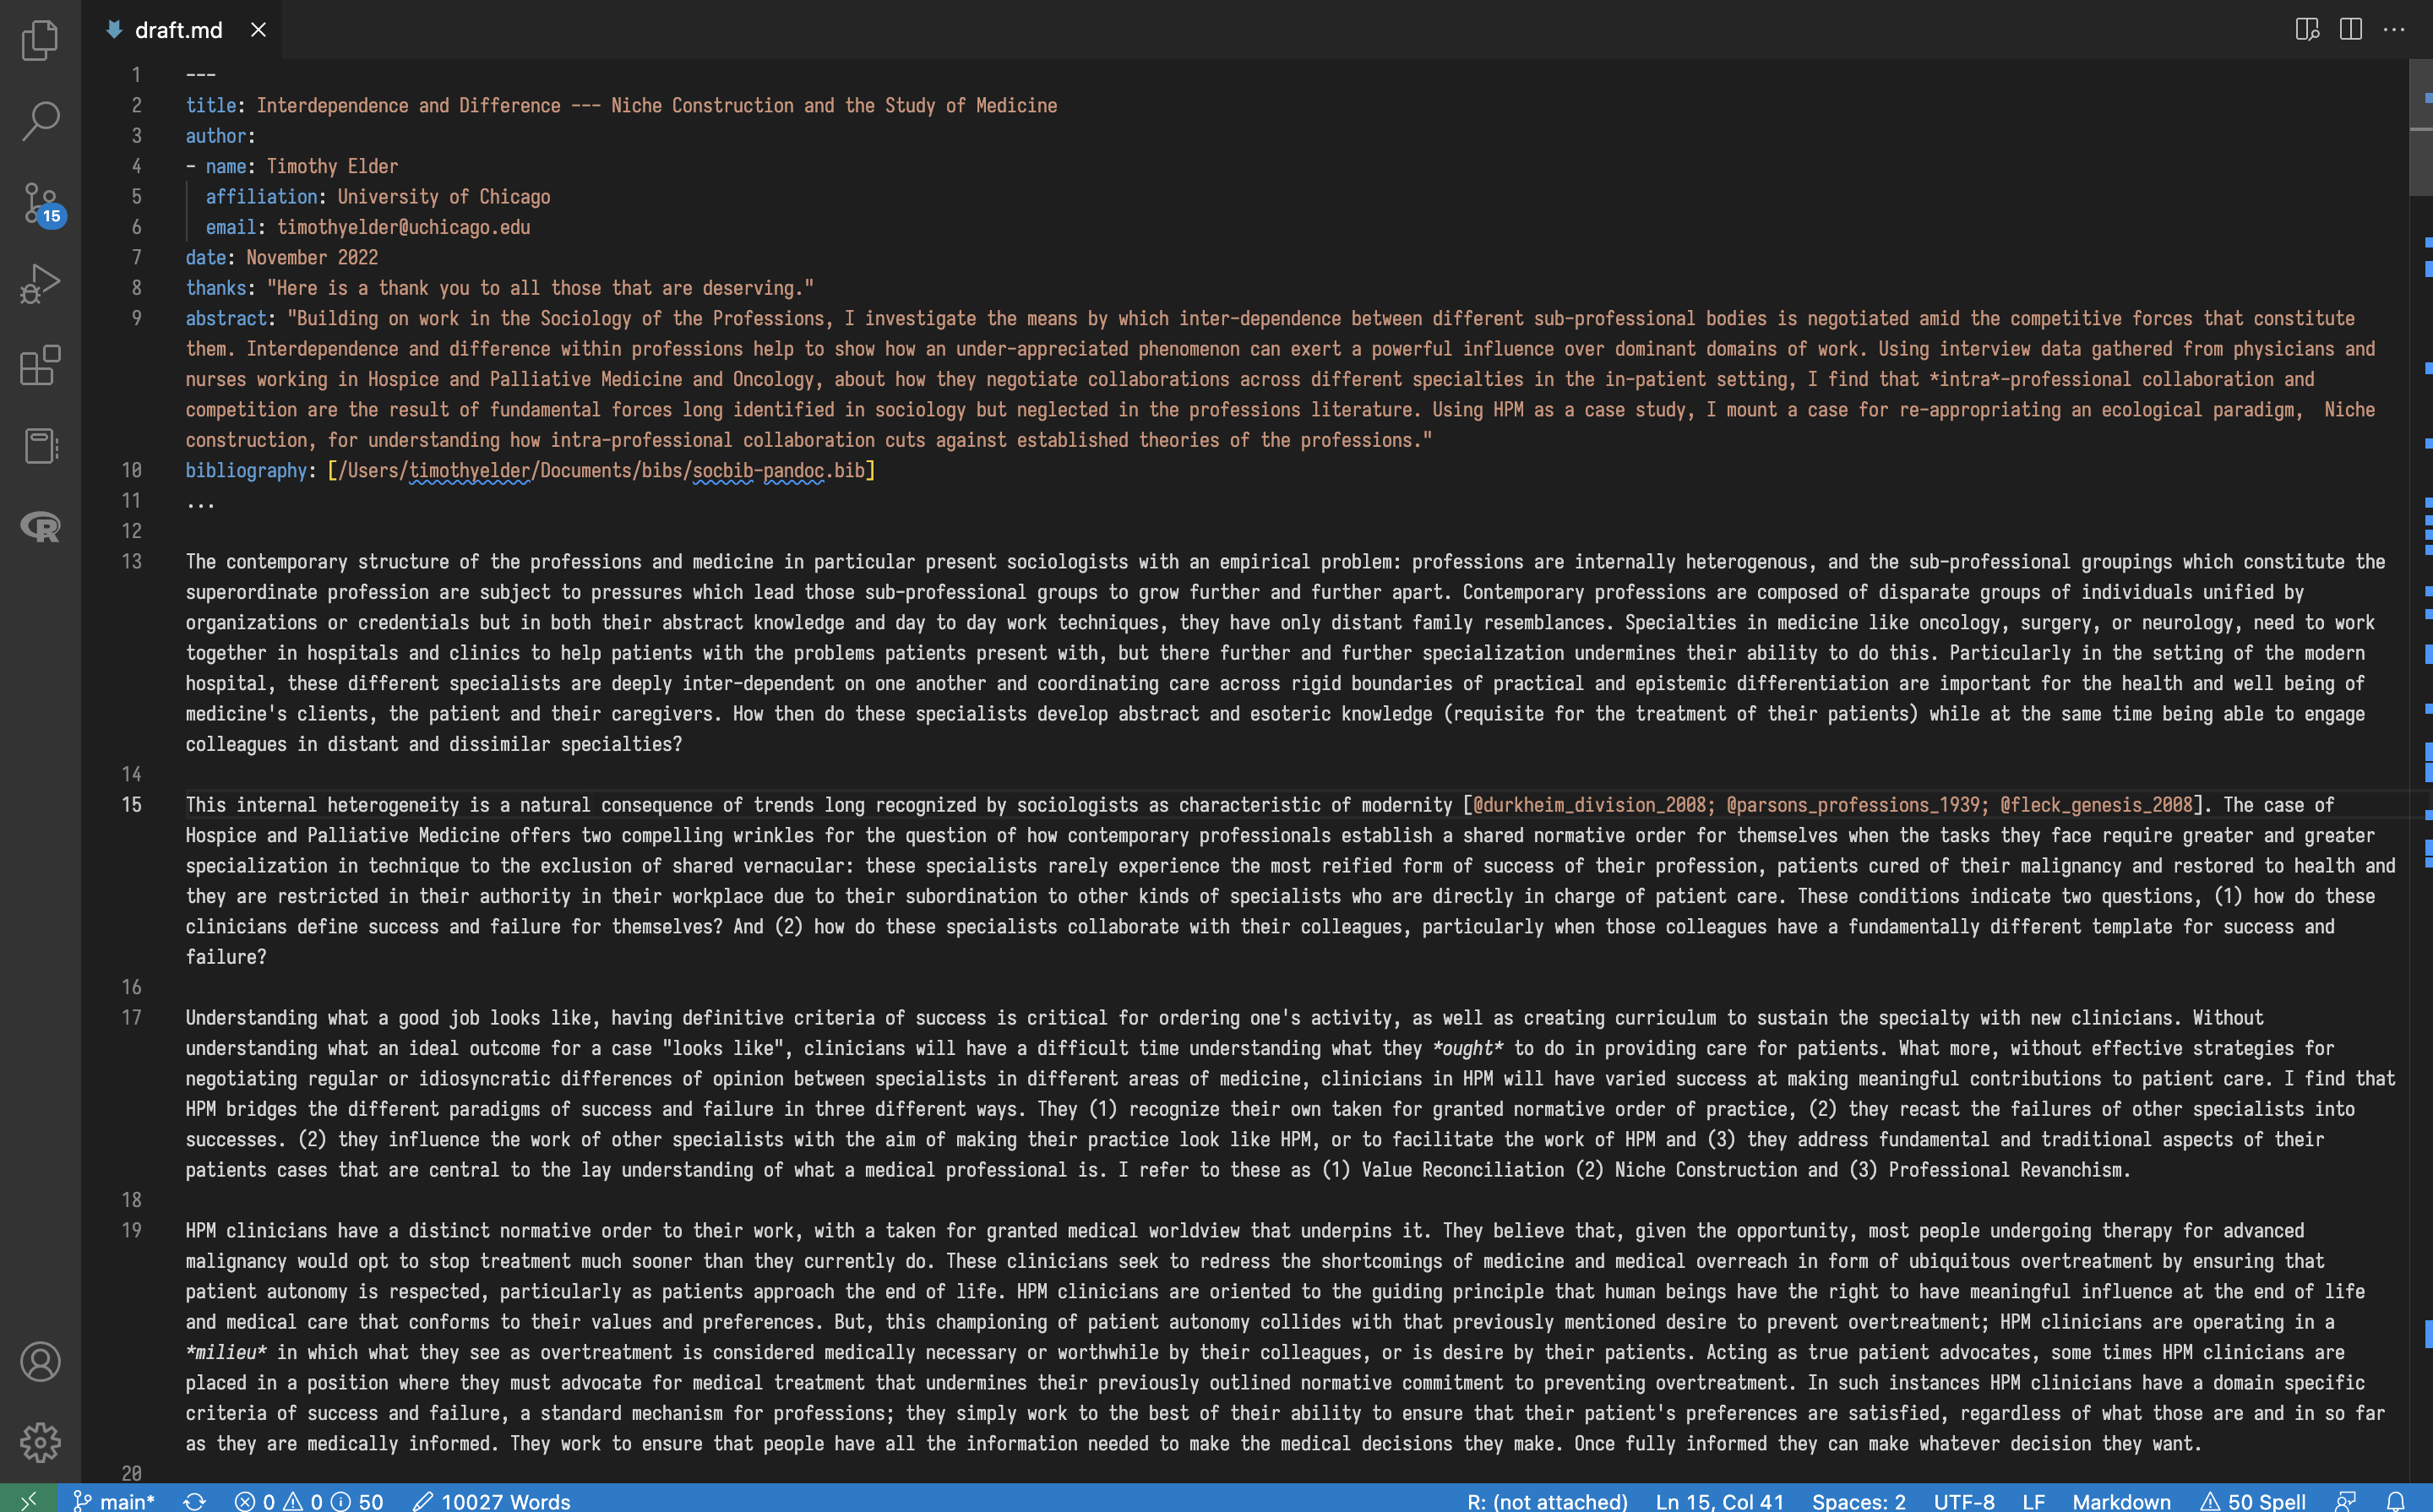 draft.md
15
1 ---
2 title: Interdependence and Difference --- Niche Construction and the Study of Medicine
3 author:
4 - name: Timothy Elder
5 affiliation: University of Chicago
6 email: timothyelder@uchicago.edu
7 date: November 2022
8 thanks: "Here is a thank you to all those that are deserving."
9 abstract: "Building on work in the Sociology of the Professions, I investigate the means by which inter-dependence between different sub-professional bodies is negotiated amid the competitive forces that constitute
them. Interdependence and difference within professions help to show how an under-appreciated phenomenon can exert a powerful influence over dominant domains of work. Using interview data gathered from physicians and
nurses working in Hospice and Palliative Medicine and Oncology, about how they negotiate collaborations across different specialties in the in-patient setting, I find that *intra*-professional collaboration and
competition are the result of fundamental forces long identified in sociology but neglected in the professions literature. Using HPM as a case study, I mount a case for re-appropriating an ecological paradigm,  Niche
construction, for understanding how intra-professional collaboration cuts against established theories of the professions."
10 bibliography: [/Users/timothyelder/Documents/bibs/socbib-pandoc.bib]
11 ...
12
13 The contemporary structure of the professions and medicine in particular present sociologists with an empirical problem: professions are internally heterogenous, and the sub-professional groupings which constitute the
superordinate profession are subject to pressures which lead those sub-professional groups to grow further and further apart. Contemporary professions are composed of disparate groups of individuals unified by
organizations or credentials but in both their abstract knowledge and day to day work techniques, they have only distant family resemblances. Specialties in medicine like oncology, surgery, or neurology, need to work
together in hospitals and clinics to help patients with the problems patients present with, but there further and further specialization undermines their ability to do this. Particularly in the setting of the modern
hospital, these different specialists are deeply inter-dependent on one another and coordinating care across rigid boundaries of practical and epistemic differentiation are important for the health and well being of
medicine's clients, the patient and their caregivers. How then do these specialists develop abstract and esoteric knowledge (requisite for the treatment of their patients) while at the same time being able to engage
colleagues in distant and dissimilar specialties?
14
15 This internal heterogeneity is a natural consequence of trends long recognized by sociologists as characteristic of modernity [@durkheim_division_2008; @parsons_professions_1939; @fleck_genesis_2008]. The case of
Hospice and Palliative Medicine offers two compelling wrinkles for the question of how contemporary professionals establish a shared normative order for themselves when the tasks they face require greater and greater
specialization in technique to the exclusion of shared vernacular: these specialists rarely experience the most reified form of success of their profession, patients cured of their malignancy and restored to health and
they are restricted in their authority in their workplace due to their subordination to other kinds of specialists who are directly in charge of patient care. These conditions indicate two questions, (1) how do these
clinicians define success and failure for themselves? And (2) how do these specialists collaborate with their colleagues, particularly when those colleagues have a fundamentally different template for success and
failure?
16
17 Understanding what a good job looks like, having definitive criteria of success is critical for ordering one's activity, as well as creating curriculum to sustain the specialty with new clinicians. Without
understanding what an ideal outcome for a case "looks like", clinicians will have a difficult time understanding what they *ought* to do in providing care for patients. What more, without effective strategies for
negotiating regular or idiosyncratic differences of opinion between specialists in different areas of medicine, clinicians in HPM will have varied success at making meaningful contributions to patient care. I find that
HPM bridges the different paradigms of success and failure in three different ways. They (1) recognize their own taken for granted normative order of practice, (2) they recast the failures of other specialists into
successes. (2) they influence the work of other specialists with the aim of making their practice look like HPM, or to facilitate the work of HPM and (3) they address fundamental and traditional aspects of their
patients cases that are central to the lay understanding of what a medical professional is. I refer to these as (1) Value Reconciliation (2) Niche Construction and (3) Professional Revanchism.
18
19 HPM clinicians have a distinct normative order to their work, with a taken for granted medical worldview that underpins it. They believe that, given the opportunity, most people undergoing therapy for advanced
malignancy would opt to stop treatment much sooner than they currently do. These clinicians seek to redress the shortcomings of medicine and medical overreach in form of ubiquitous overtreatment by ensuring that
patient autonomy is respected, particularly as patients approach the end of life. HPM clinicians are oriented to the guiding principle that human beings have the right to have meaningful influence at the end of life
and medical care that conforms to their values and preferences. But, this championing of patient autonomy collides with that previously mentioned desire to prevent overtreatment; HPM clinicians are operating in a
*milieu* in which what they see as overtreatment is considered medically necessary or worthwhile by their colleagues, or is desire by their patients. Acting as true patient advocates, some times HPM clinicians are
placed in a position where they must advocate for medical treatment that undermines their previously outlined normative commitment to preventing overtreatment. In such instances HPM clinicians have a domain specific
criteria of success and failure, a standard mechanism for professions; they simply work to the best of their ability to ensure that their patient's preferences are satisfied, regardless of what those are and in so far
as they are medically informed. They work to ensure that people have all the information needed to make the medical decisions they make. Once fully informed they can make whatever decision they want.
20
main* 0 0 50 10027 Words R: (not attached) Ln 15, Col 41 Spaces: 2 UTF-8 LF Markdown 50 Spell